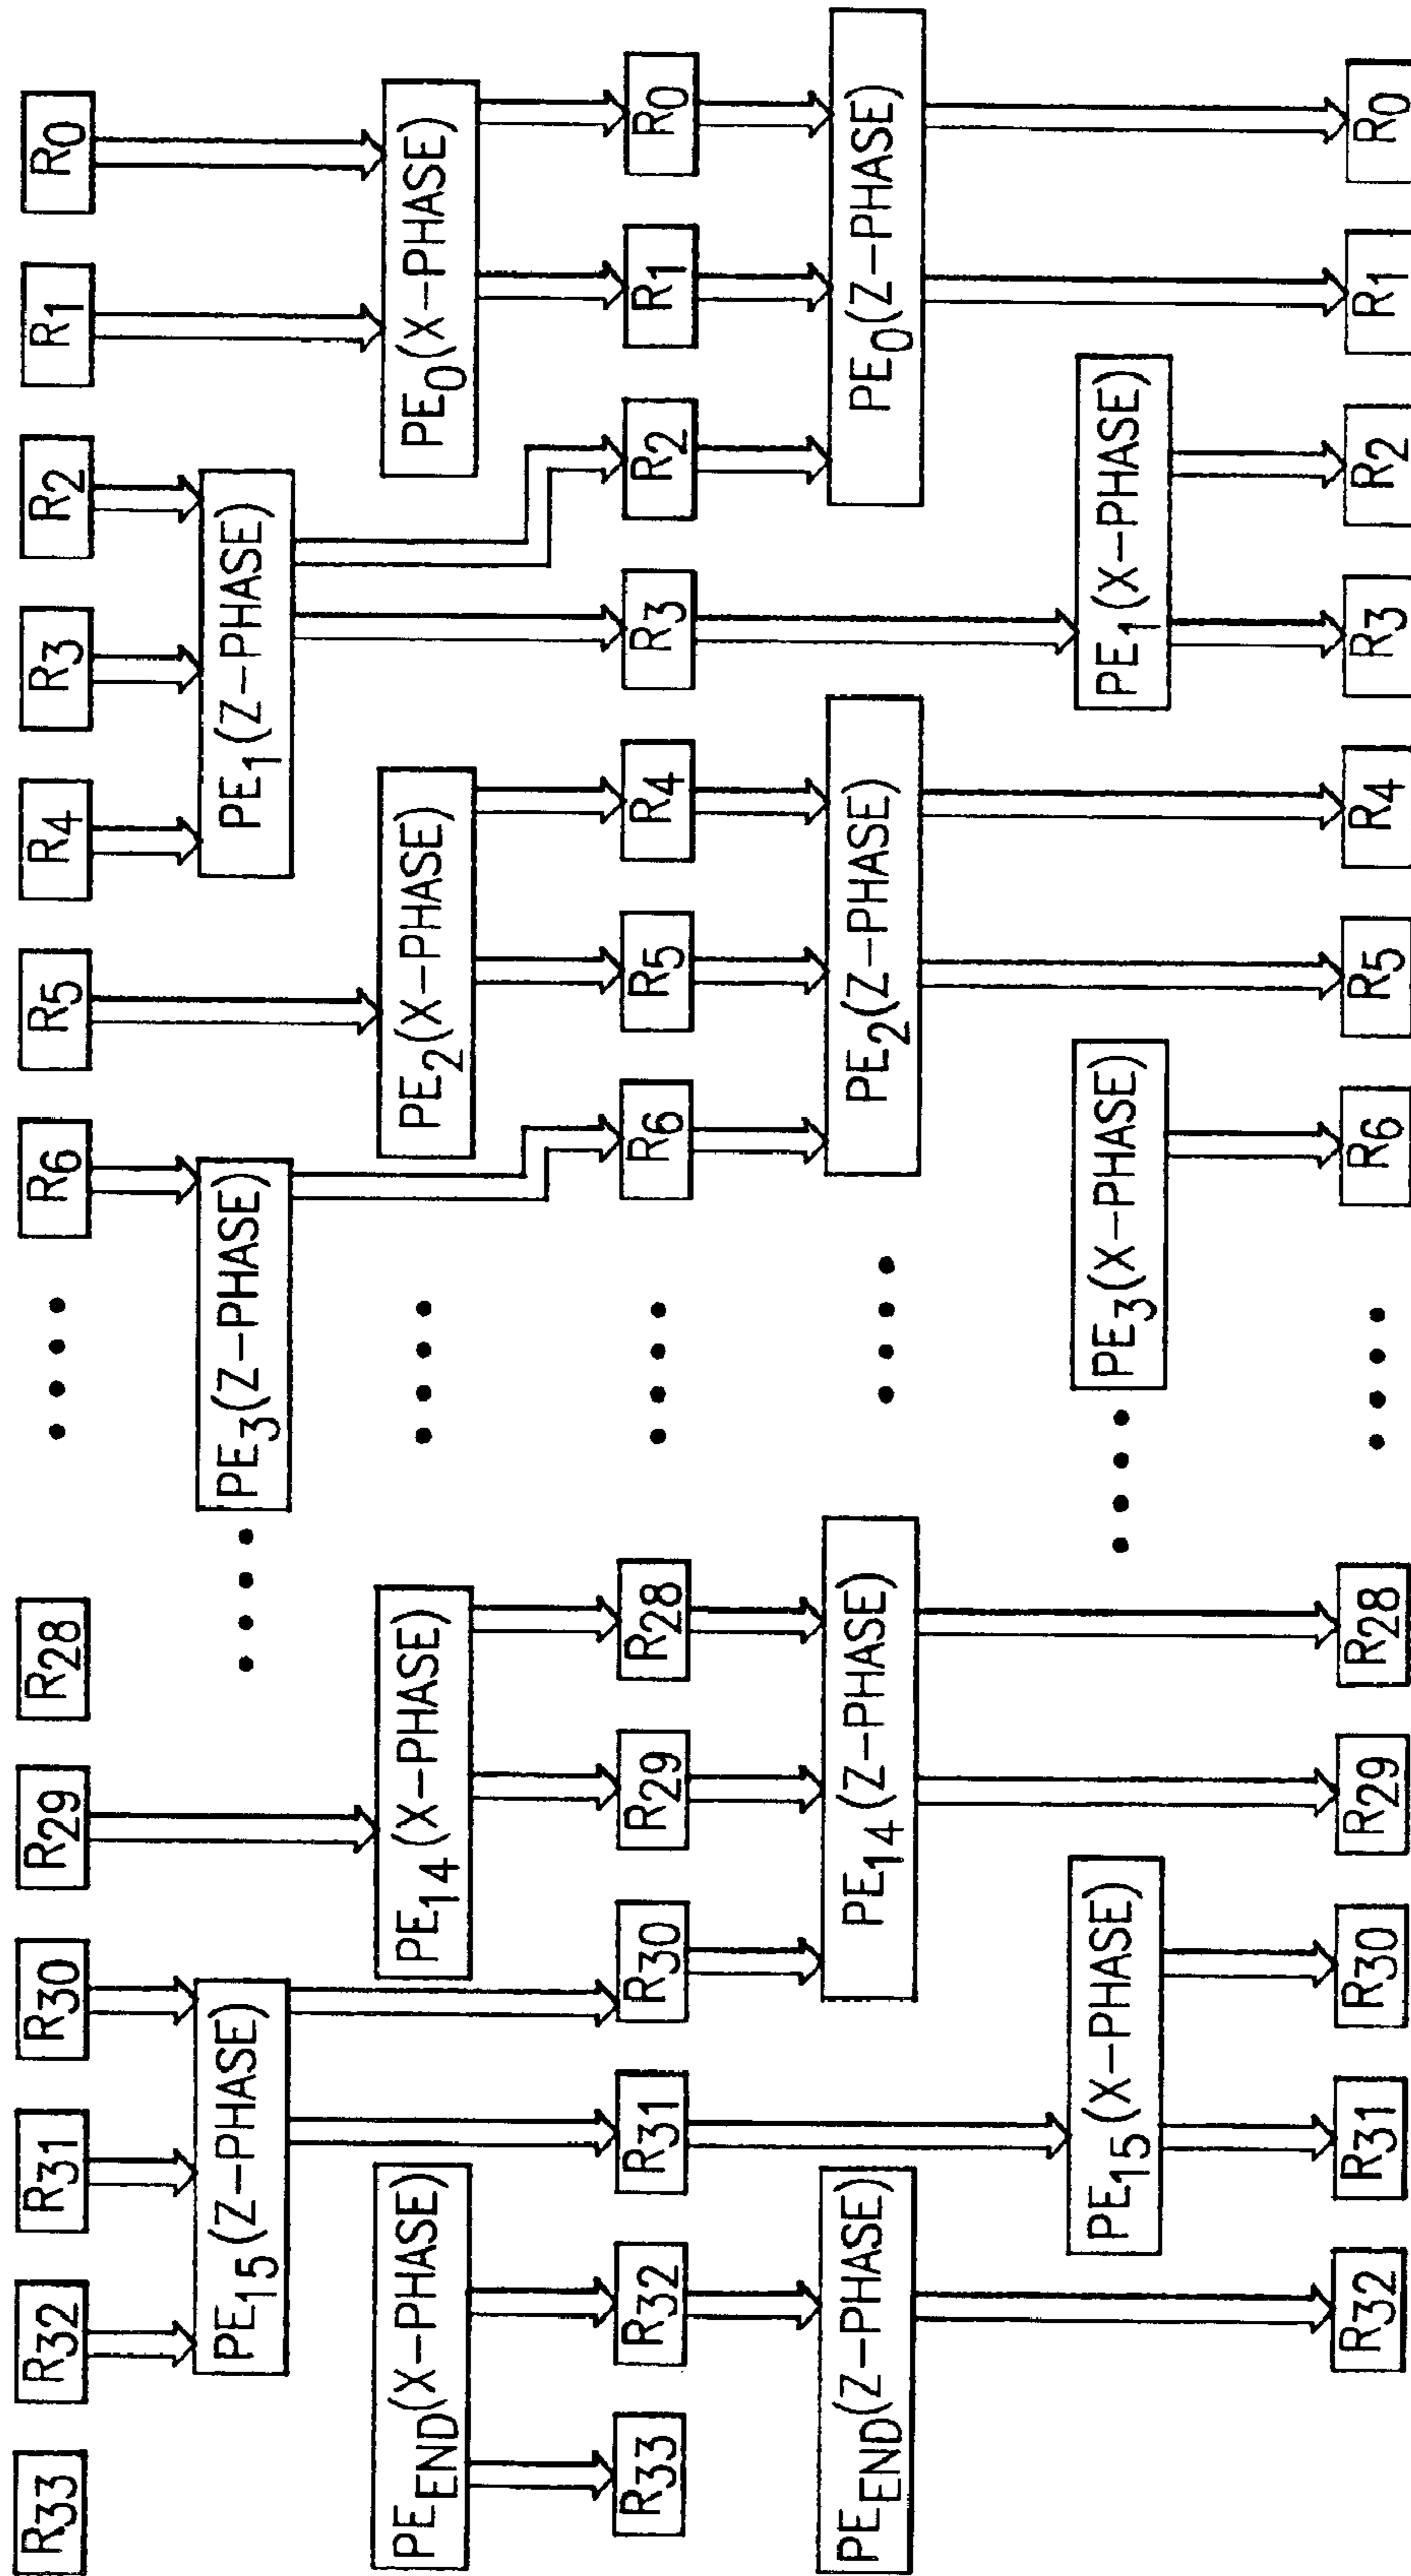 R33 R32 R31 R30 R29 R28 •••• R6 R5 R4 R3 R2 R1 R0
PE15(Z-PHASE) •••• PE3(Z-PHASE) PE1(Z-PHASE)
PEEND(X-PHASE) PE14(X-PHASE) •••• PE2(X-PHASE) PE0(X-PHASE)
R33 R32 R31 R30 R29 R28 •••• R6 R5 R4 R3 R2 R1 R0
PEEND(Z-PHASE) PE14(Z-PHASE) •••• PE2(Z-PHASE) PE0(Z-PHASE)
PE15(X-PHASE) •••• PE3(X-PHASE) PE1(X-PHASE)
R32 R31 R30 R29 R28 •••• R6 R5 R4 R3 R2 R1 R0